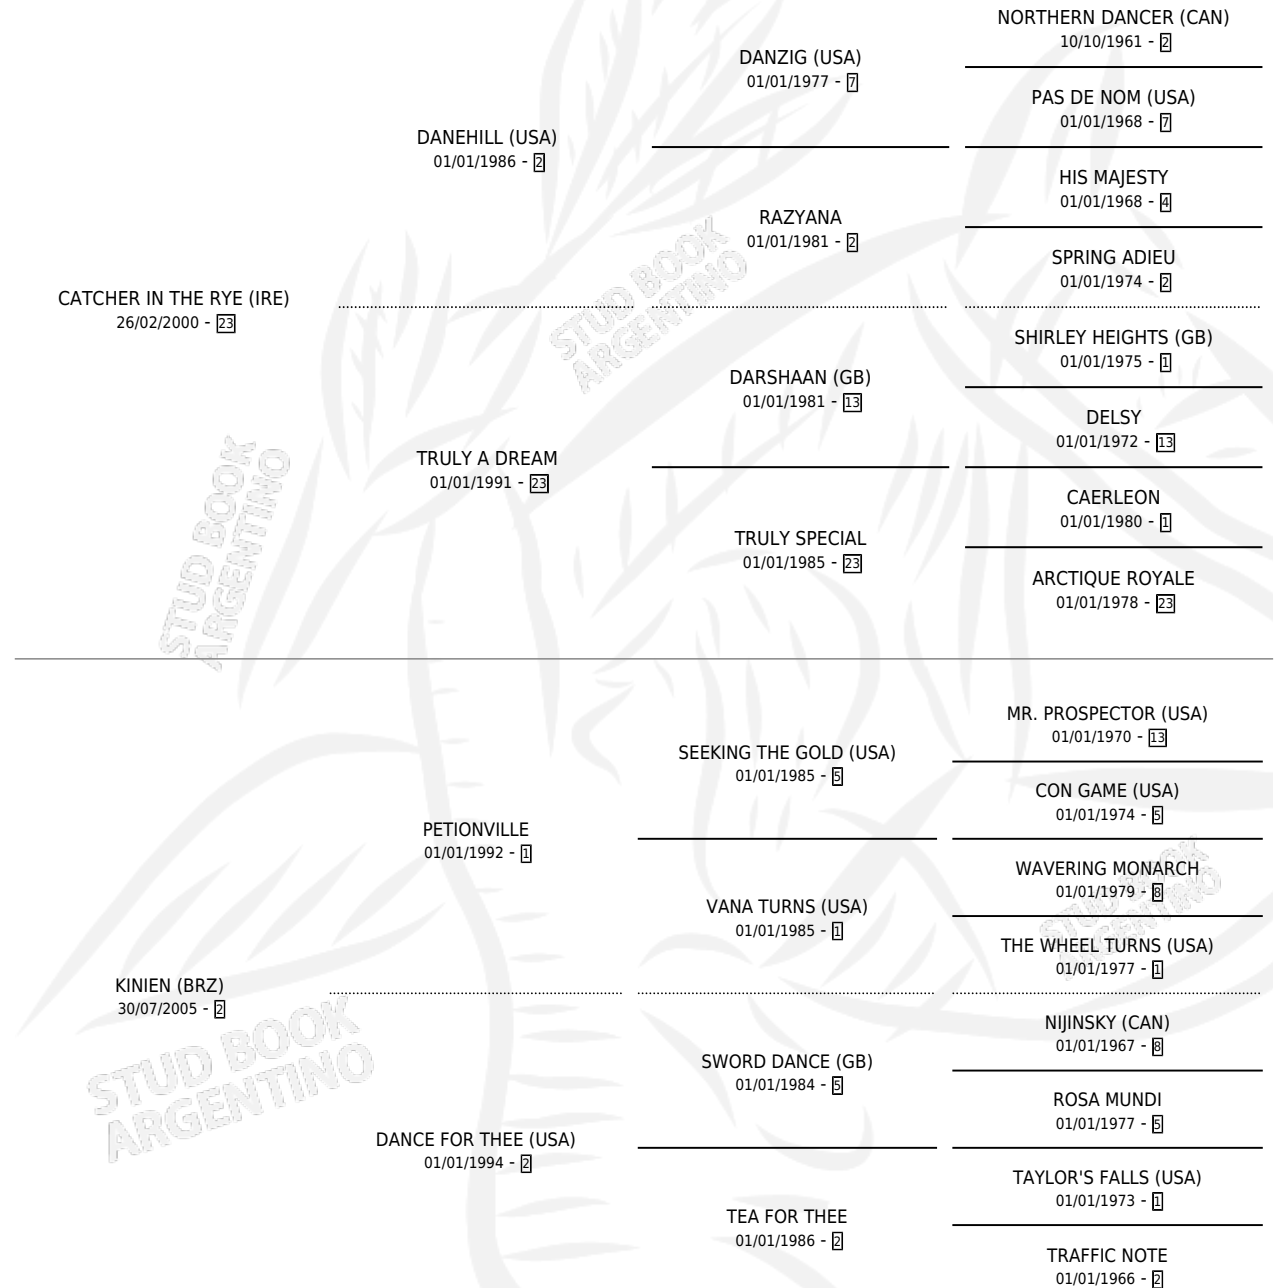 NORTHERN DANCER (CAN)
10/10/1961 - 2
DANZIG (USA)
01/01/1977 - 7
PAS DE NOM (USA)
01/01/1968 - 7
DANEHILL (USA)
01/01/1986 - 2
HIS MAJESTY
01/01/1968 - 4
RAZYANA
01/01/1981 - 2
SPRING ADIEU
01/01/1974 - 2
CATCHER IN THE RYE (IRE)
26/02/2000 - 23
STUD BOOK
ARGENTINO
SHIRLEY HEIGHTS (GB)
01/01/1975 - 1
DARSHAAN (GB)
01/01/1981 - 13
DELSY
01/01/1972 - 13
TRULY A DREAM
01/01/1991 - 23
CAERLEON
01/01/1980 - 1
TRULY SPECIAL
01/01/1985 - 23
ARCTIQUE ROYALE
01/01/1978 - 23
STUD BOOK
ARGENTINO
MR. PROSPECTOR (USA)
01/01/1970 - 13
SEEKING THE GOLD (USA)
01/01/1985 - 5
CON GAME (USA)
01/01/1974 - 5
PETIONVILLE
01/01/1992 - 1
WAVERING MONARCH
01/01/1979 - 8
VANA TURNS (USA)
01/01/1985 - 1
STUD BOOK
ARGENTINO
THE WHEEL TURNS (USA)
01/01/1977 - 1
KINIEN (BRZ)
30/07/2005 - 2
NIJINSKY (CAN)
01/01/1967 - 8
SWORD DANCE (GB)
01/01/1984 - 5
STUD BOOK
ARGENTINO
ROSA MUNDI
01/01/1977 - 5
DANCE FOR THEE (USA)
01/01/1994 - 2
TAYLOR'S FALLS (USA)
01/01/1973 - 1
TEA FOR THEE
01/01/1986 - 2
TRAFFIC NOTE
01/01/1966 - 2